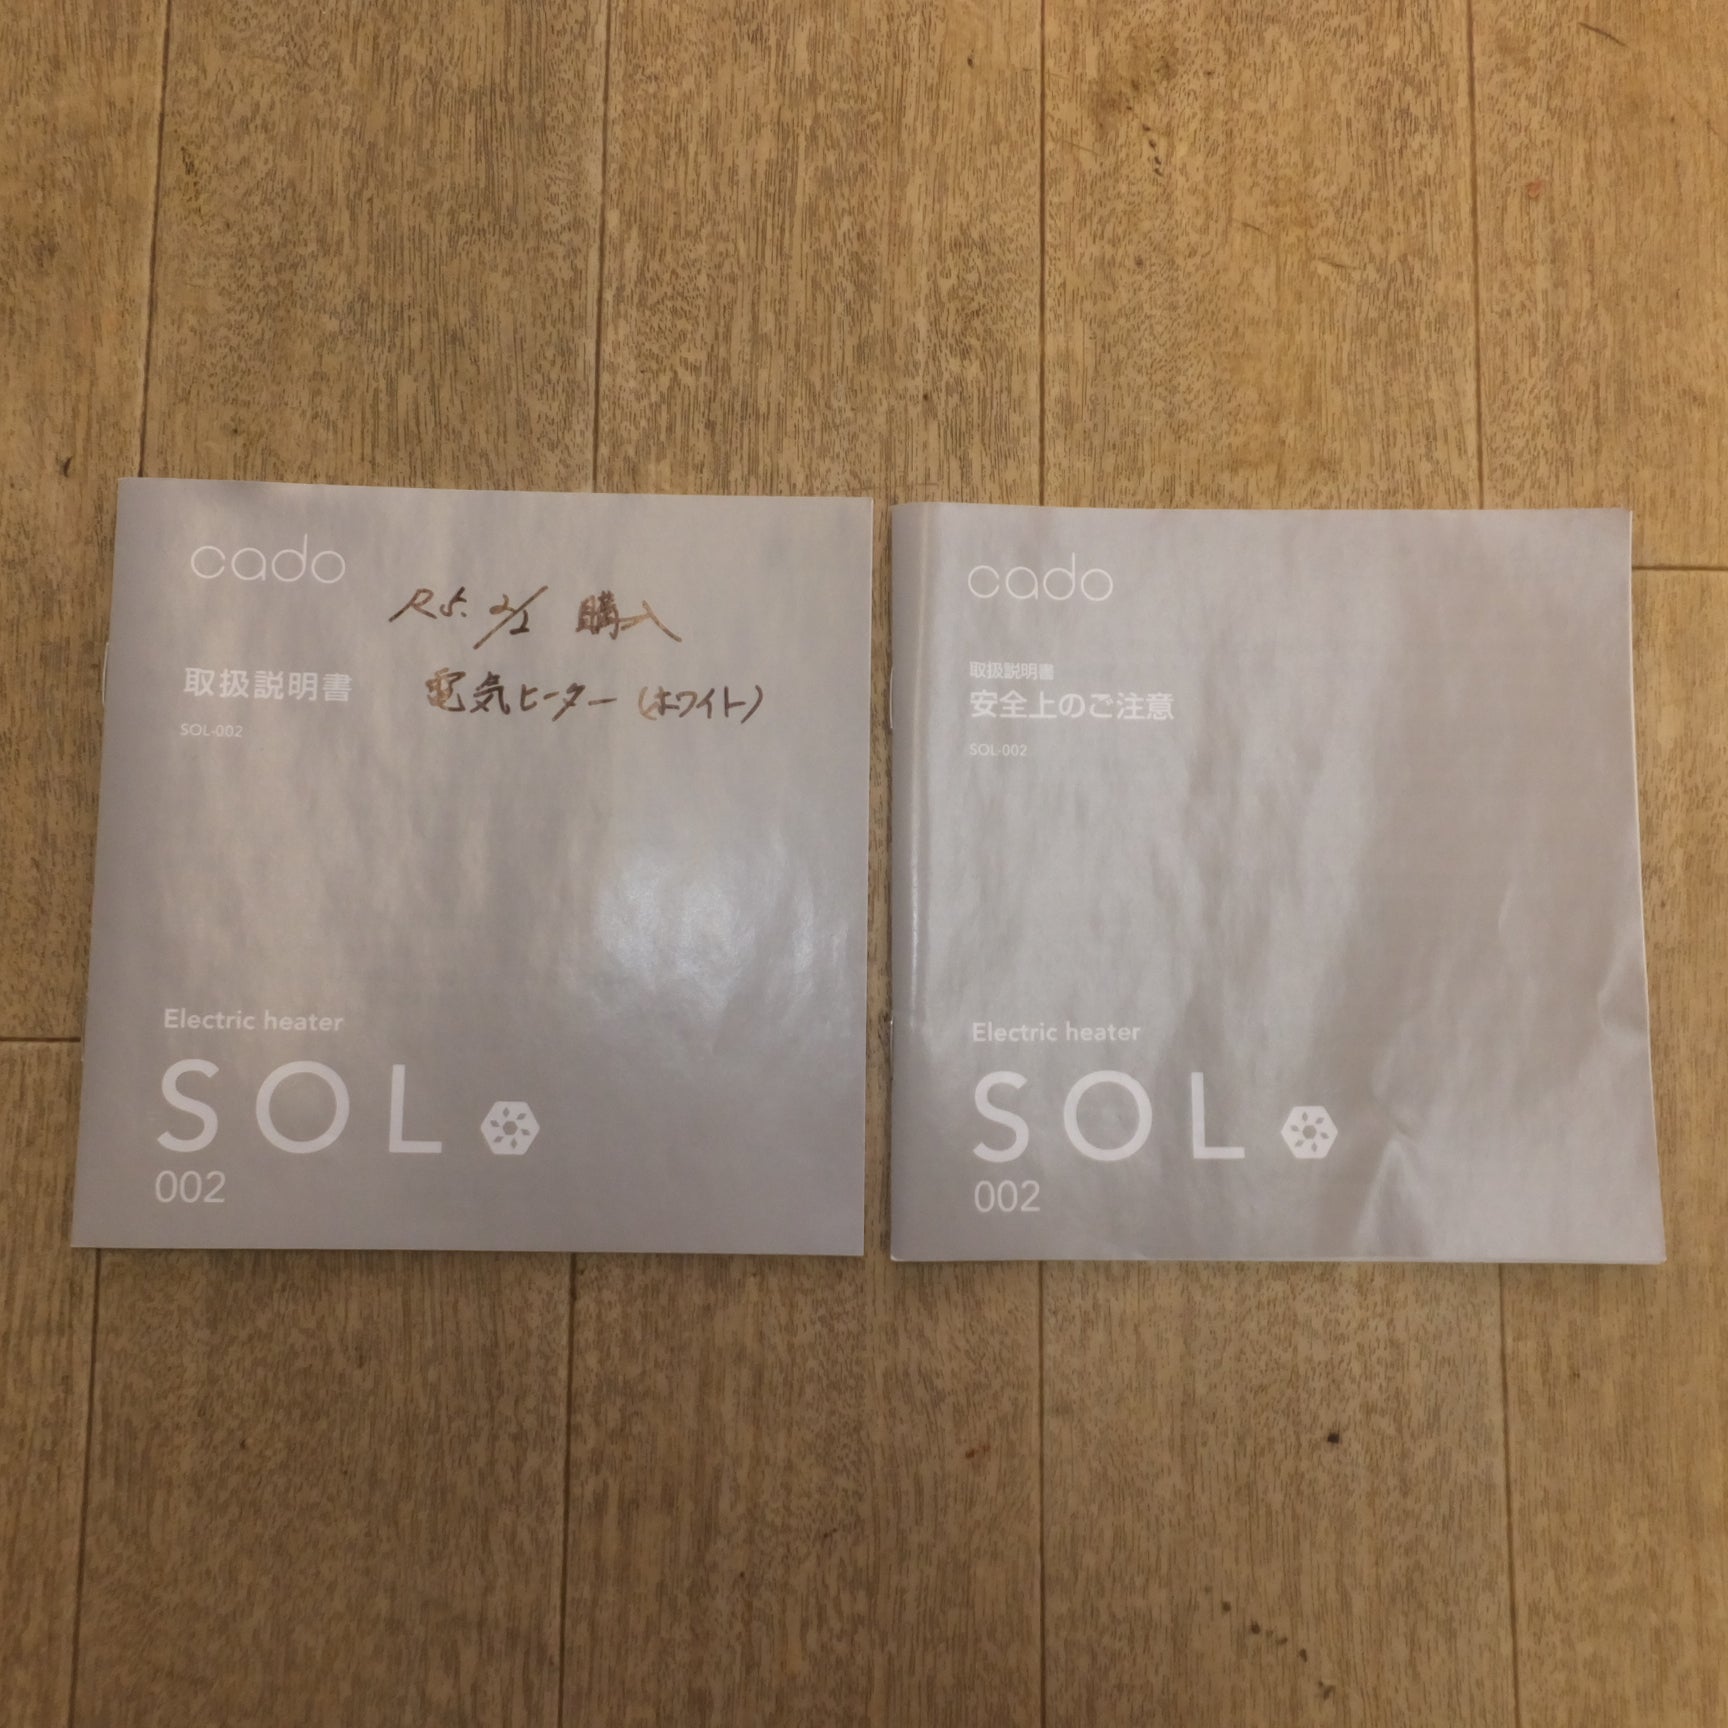 cado
R5. 2/2 購入
取扱説明書
電気ヒーター (ホワイト)
SOL-002
Electric heater
SOL
002
cado
取扱説明書
安全上のご注意
SOL-002
Electric heater
SOL
002